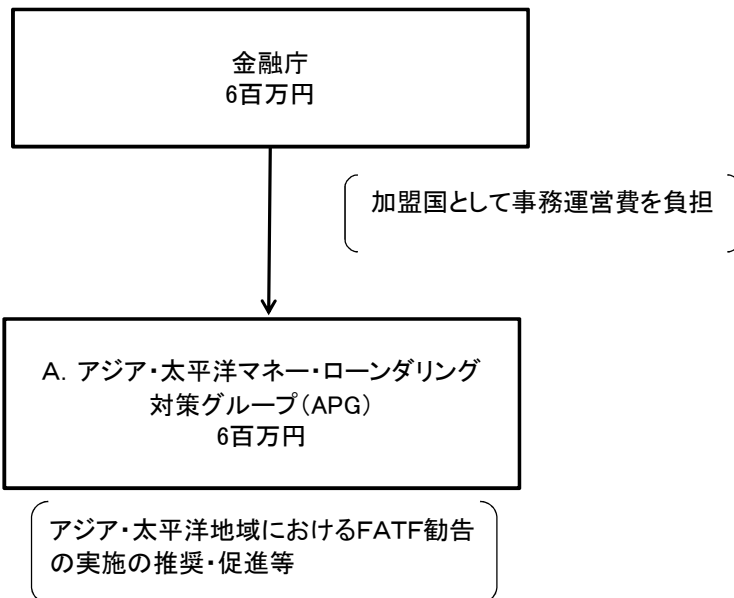 金融庁
6百万円
加盟国として事務運営費を負担
A. アジア・太平洋マネー・ローンダリング
対策グループ(APG)
6百万円
アジア・太平洋地域におけるFATF勧告
の実施の推奨・促進等